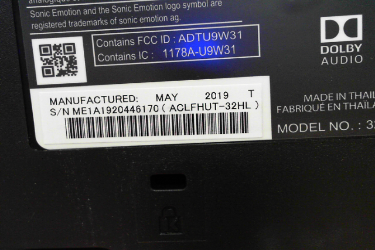 Sonic Emotion and the Sonic Emotion logo symbol are
registered trademarks of sonic emotion ag.
Contains FCC ID : ADTU9W31
Contains IC : 1178A-U9W31
DOLBY
AUDIO
MANUFACTURED: MAY 2019 T
S/N ME1A1920446170 ( ACLFHUT-32HL )
MADE IN THAIL
FABRIQUÉ EN THAÏLA
MODEL NO. : 3